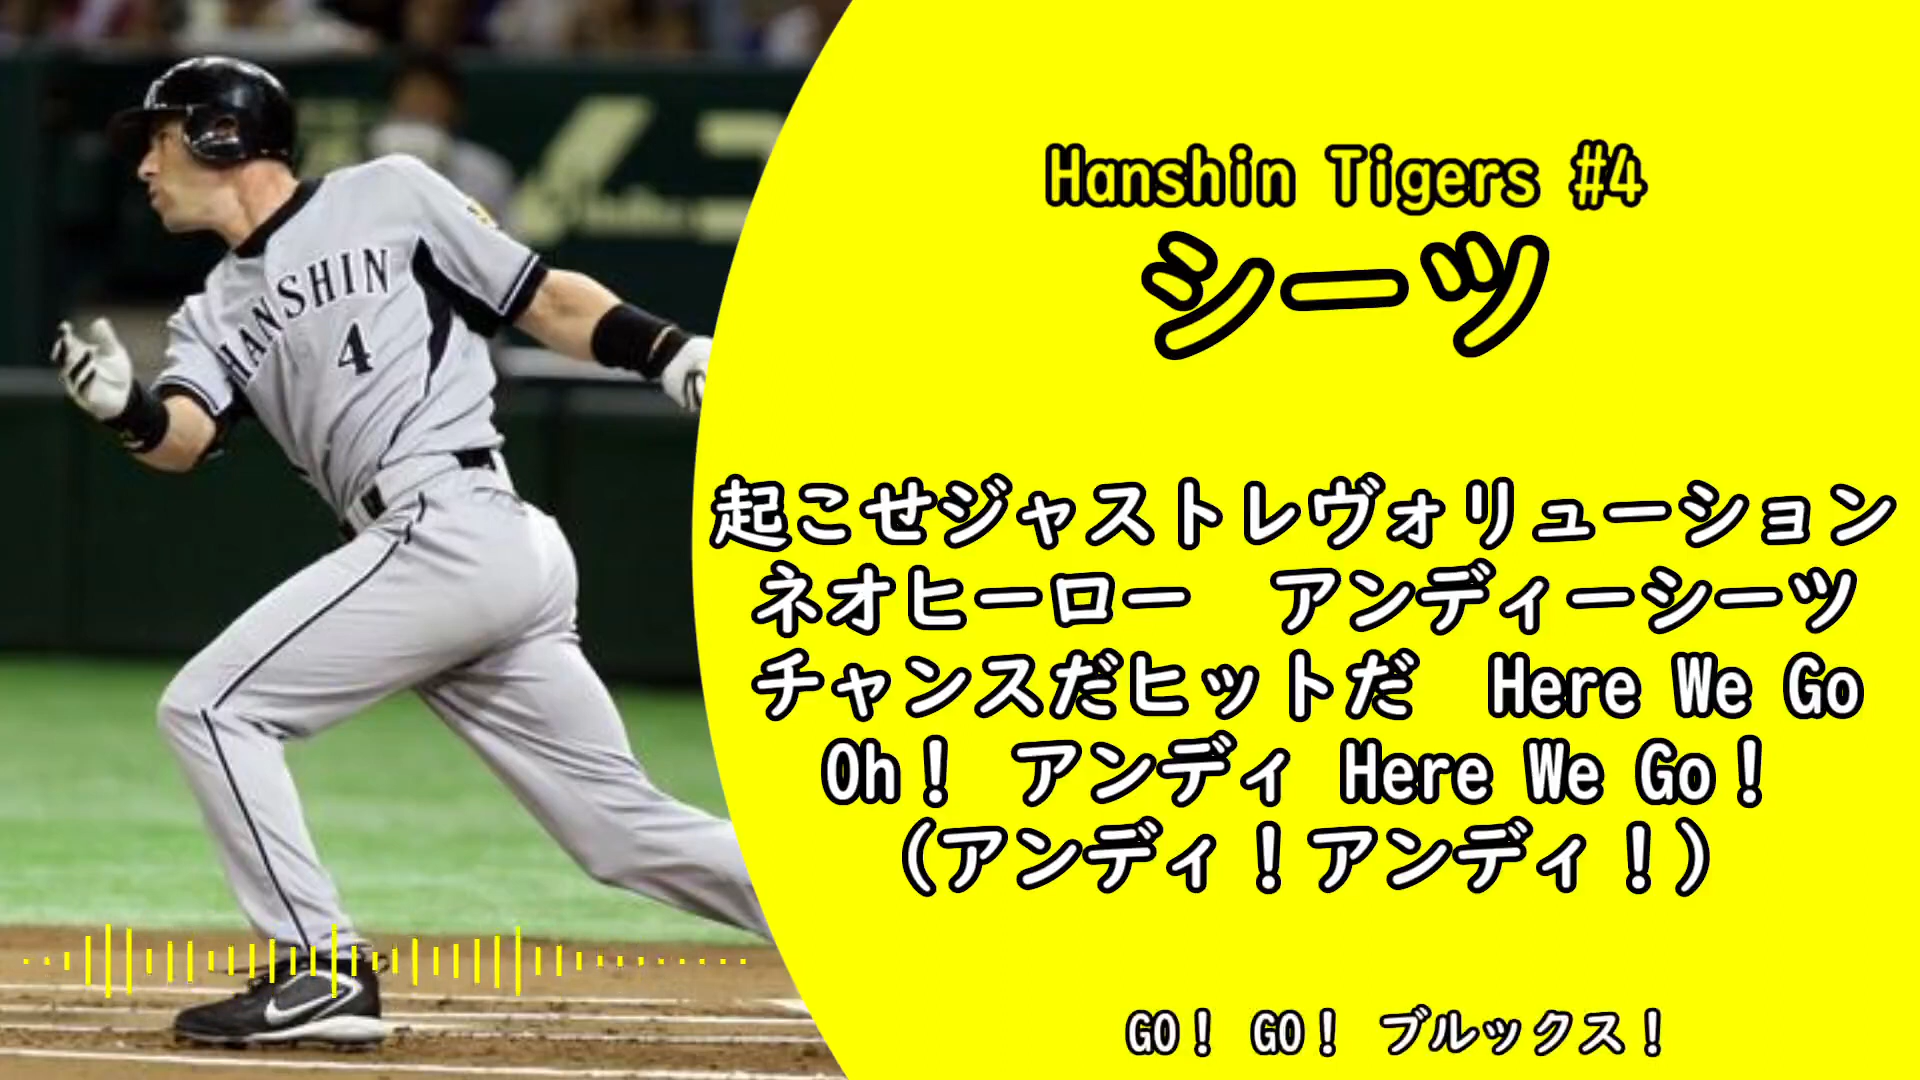 Hanshin Tigers #4
シーツ
HANSHIN
4
起こせジャストレヴォリューション
ネオヒーロー　アンディーシーツ
チャンスだヒットだ　Here We Go
Oh！ アンディ Here We Go！
（アンディ！アンディ！）
GO！ GO！ ブルックス！